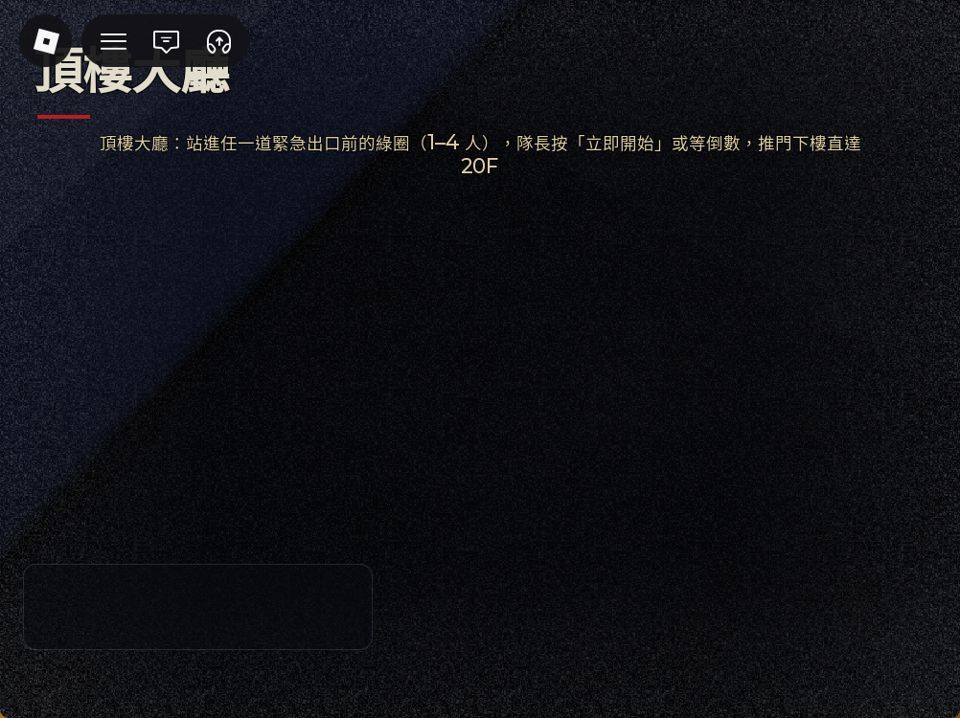 頂樓大廳
頂樓大廳：站進任一道緊急出口前的綠圈（1–4 人），隊長按「立即開始」或等倒數，推門下樓直達
20F